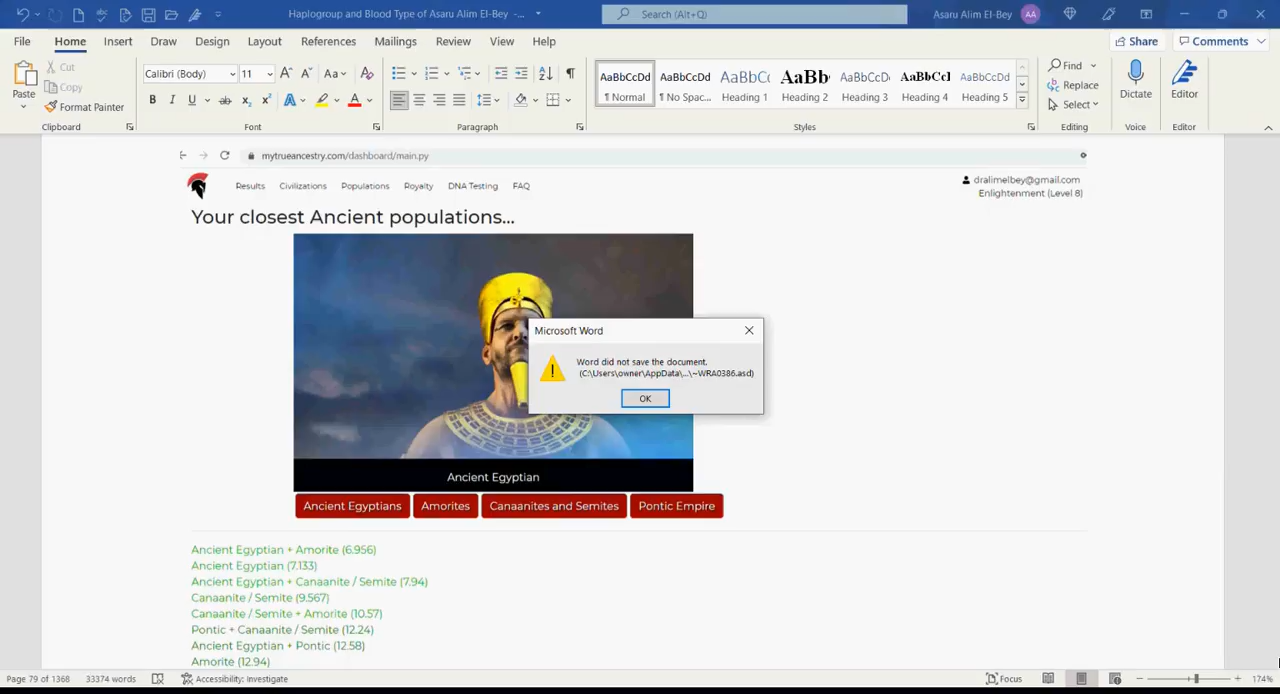 Haplogroup and Blood Type of Asaru Alim El-Bey -...
Search (Alt+Q)
Asaru Alim El-Bey AA
File Home Insert Draw Design Layout References Mailings Review View Help
Share Comments
Paste
Cut
Copy
Format Painter
Clipboard
Calibri (Body) 11
Font
Paragraph
AaBbCcDd AaBbCcDd AaBbC( AaBb( AaBbCcDd AaBbCcI AaBbCcDd
¶ Normal ¶ No Spac... Heading 1 Heading 2 Heading 3 Heading 4 Heading 5
Styles
Find
Replace
Select
Editing
Dictate
Voice
Editor
Editor
mytrueancestry.com/dashboard/main.py
Results Civilizations Populations Royalty DNA Testing FAQ
dralimelbey@gmail.com
Enlightenment (Level 8)
Your closest Ancient populations...
Microsoft Word
Word did not save the document.
(C:\Users\owner\AppData\...\~WRA0386.asd)
OK
Ancient Egyptian
Ancient Egyptians Amorites Canaanites and Semites Pontic Empire
Ancient Egyptian + Amorite (6.956)
Ancient Egyptian (7.133)
Ancient Egyptian + Canaanite / Semite (7.94)
Canaanite / Semite (9.567)
Canaanite / Semite + Amorite (10.57)
Pontic + Canaanite / Semite (12.24)
Ancient Egyptian + Pontic (12.58)
Amorite (12.94)
Page 79 of 1368 33374 words Accessibility: Investigate
Focus 174%